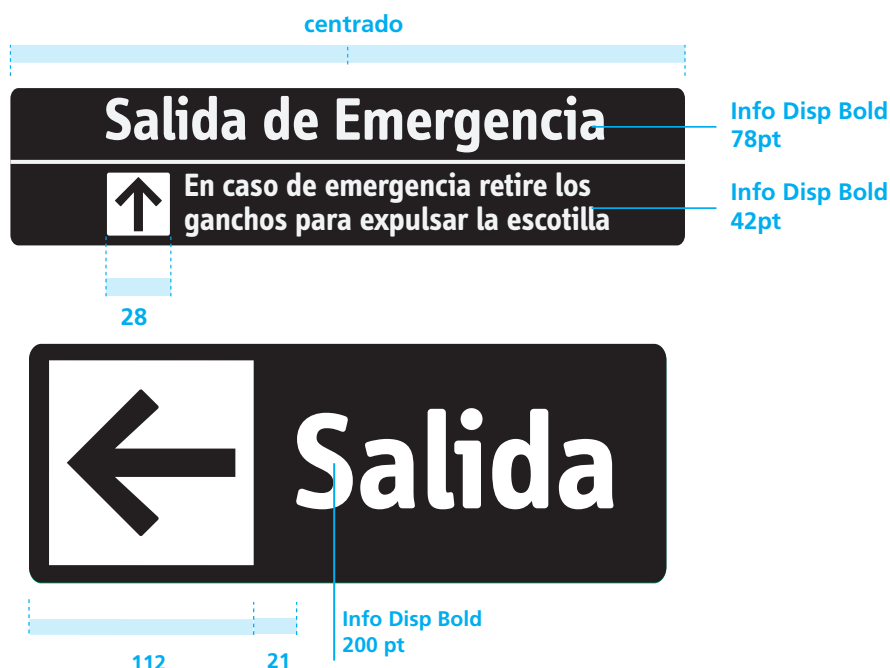 centrado
Salida de Emergencia
Info Disp Bold
78pt
En caso de emergencia retire los
ganchos para expulsar la escotilla
Info Disp Bold
42pt
28
Salida
Info Disp Bold
200 pt
112
21